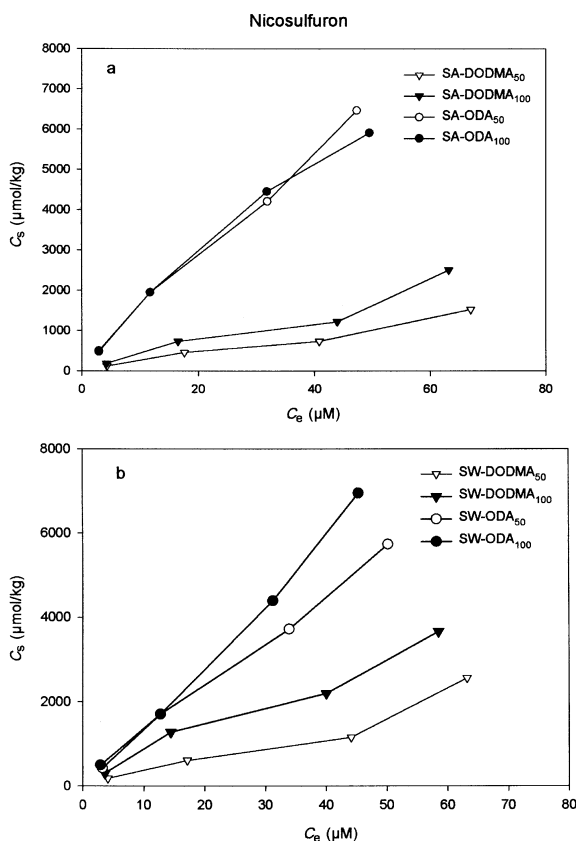 Nicosulfuron
a
SA-DODMA₅₀
SA-DODMA₁₀₀
SA-ODA₅₀
SA-ODA₁₀₀
8000
7000
6000
5000
4000
3000
2000
1000
0
Cₛ (μmol/kg)
0 20 40 60 80
Cₑ (μM)
b
SW-DODMA₅₀
SW-DODMA₁₀₀
SW-ODA₅₀
SW-ODA₁₀₀
8000
6000
4000
2000
0
Cₛ (μmol/kg)
0 10 20 30 40 50 60 70 80
Cₑ (μM)